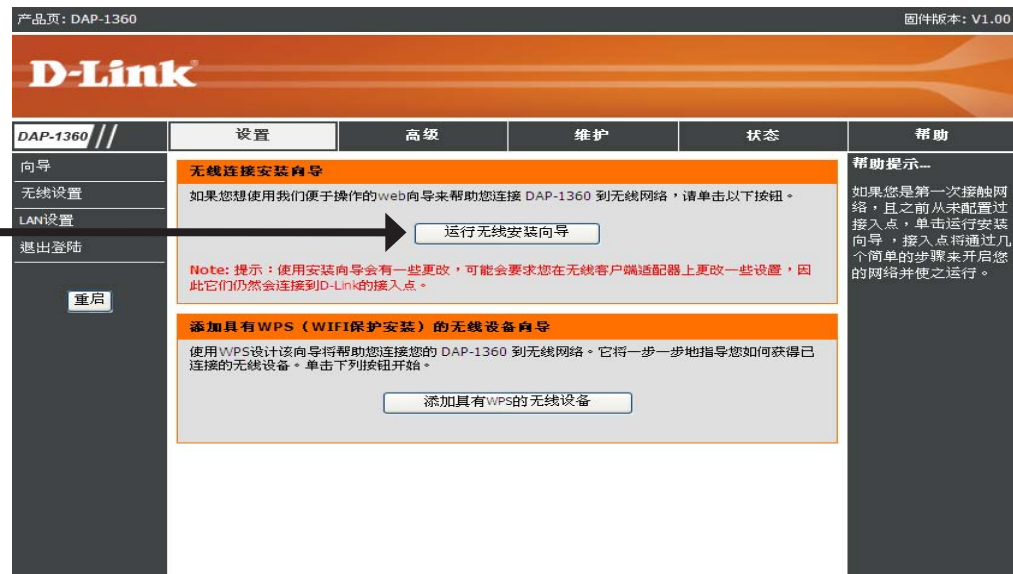 产品页: DAP-1360
固件版本: V1.00
D-Link
DAP-1360
设置
高级
维护
状态
帮助
向导
无线设置
LAN设置
退出登陆
重启
无线连接安装向导
如果您想使用我们便于操作的web向导来帮助您连接 DAP-1360 到无线网络，请单击以下按钮。
运行无线安装向导
Note: 提示：使用安装向导会有一些更改，可能会要求您在无线客户端适配器上更改一些设置，因
此它们仍然会连接到D-Link的接入点。
添加具有WPS（WIFI保护安装）的无线设备向导
使用WPS设计该向导将帮助您连接您的 DAP-1360 到无线网络。它将一步一步地指导您如何获得已
连接的无线设备。单击下列按钮开始。
添加具有WPS的无线设备
帮助提示…
如果您是第一次接触网
络，且之前从未配置过
接入点，单击运行安装
向导，接入点将通过几
个简单的步骤来开启您
的网络并使之运行。